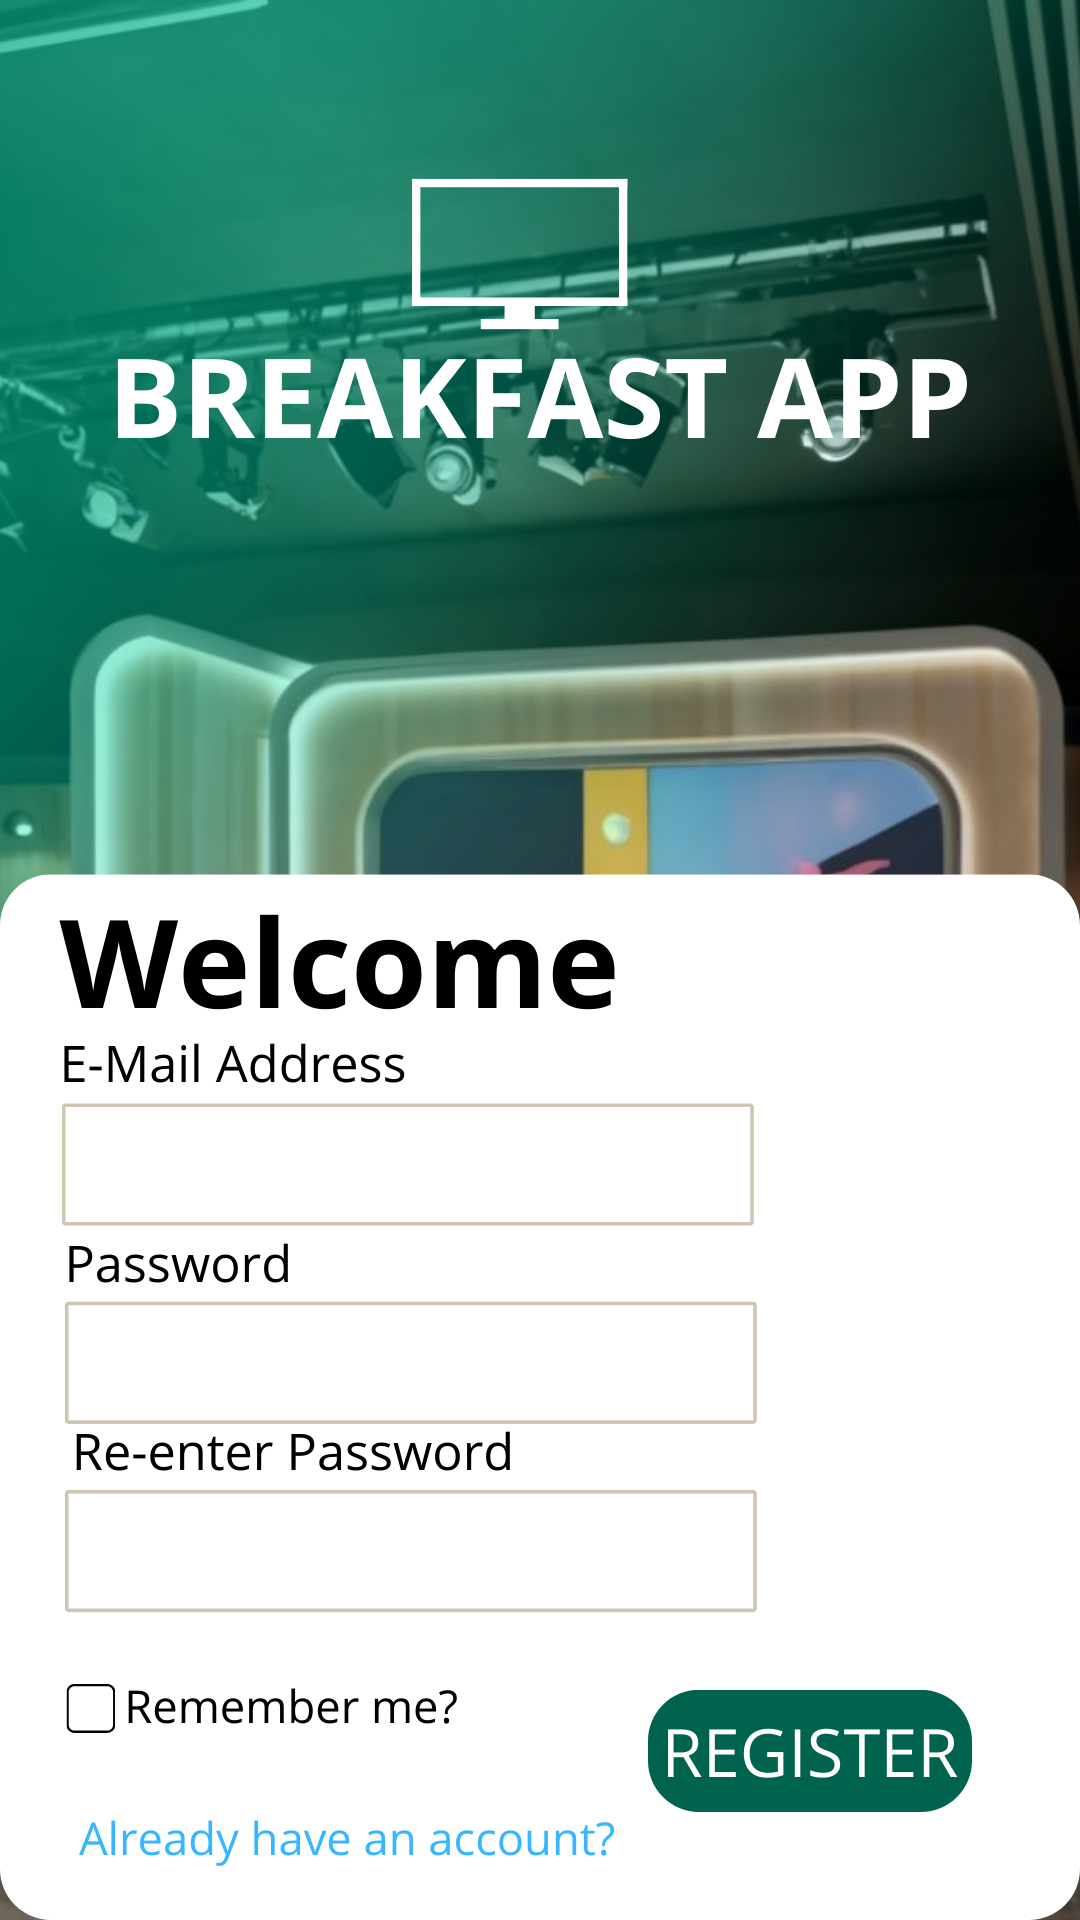 BREAKFAST APP
Welcome
E-Mail Address
Password
Re-enter Password
Remember me?
REGISTER
Already have an account?